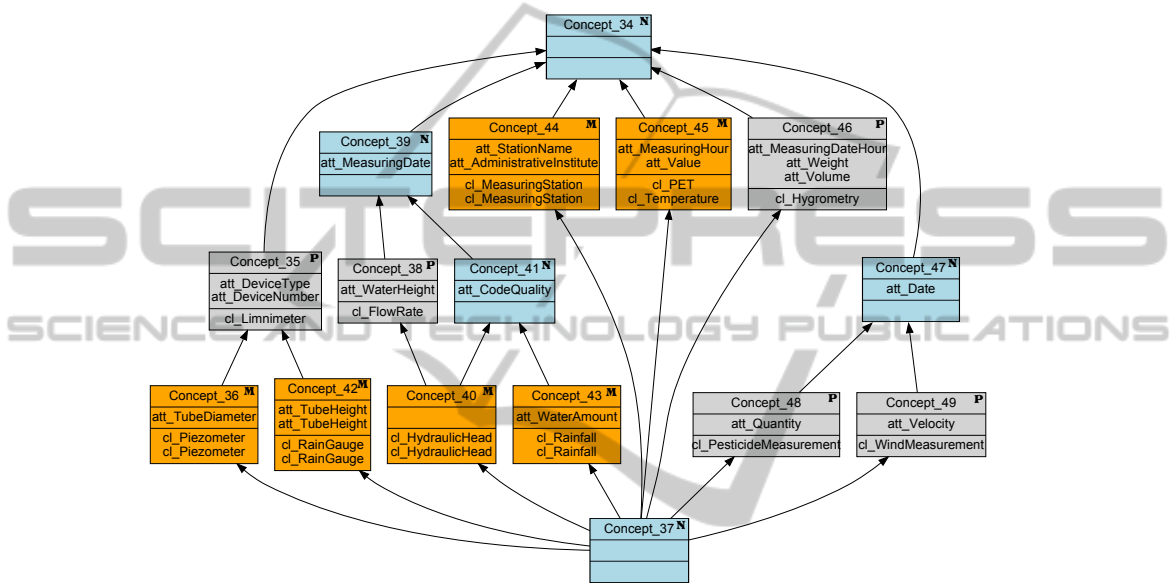 Concept_34 N
Concept_39 N
att_MeasuringDate
Concept_44 M
att_StationName
att_AdministrativeInstitute
cl_MeasuringStation
cl_MeasuringStation
Concept_45 M
att_MeasuringHour
att_Value
cl_PET
cl_Temperature
Concept_46 P
att_MeasuringDateHour
att_Weight
att_Volume
cl_Hygrometry
SCITEPRESS
SCIENCE AND TECHNOLOGY PUBLICATIONS
Concept_35 P
att_DeviceType
att_DeviceNumber
cl_Limnimeter
Concept_38 P
att_WaterHeight
cl_FlowRate
Concept_41 N
att_CodeQuality
Concept_47 N
att_Date
Concept_36 M
att_TubeDiameter
cl_Piezometer
cl_Piezometer
Concept_42 M
att_TubeHeight
att_TubeHeight
cl_RainGauge
cl_RainGauge
Concept_40 M
cl_HydraulicHead
cl_HydraulicHead
Concept_43 M
att_WaterAmount
cl_Rainfall
cl_Rainfall
Concept_48 P
att_Quantity
cl_PesticideMeasurement
Concept_49 P
att_Velocity
cl_WindMeasurement
Concept_37 N